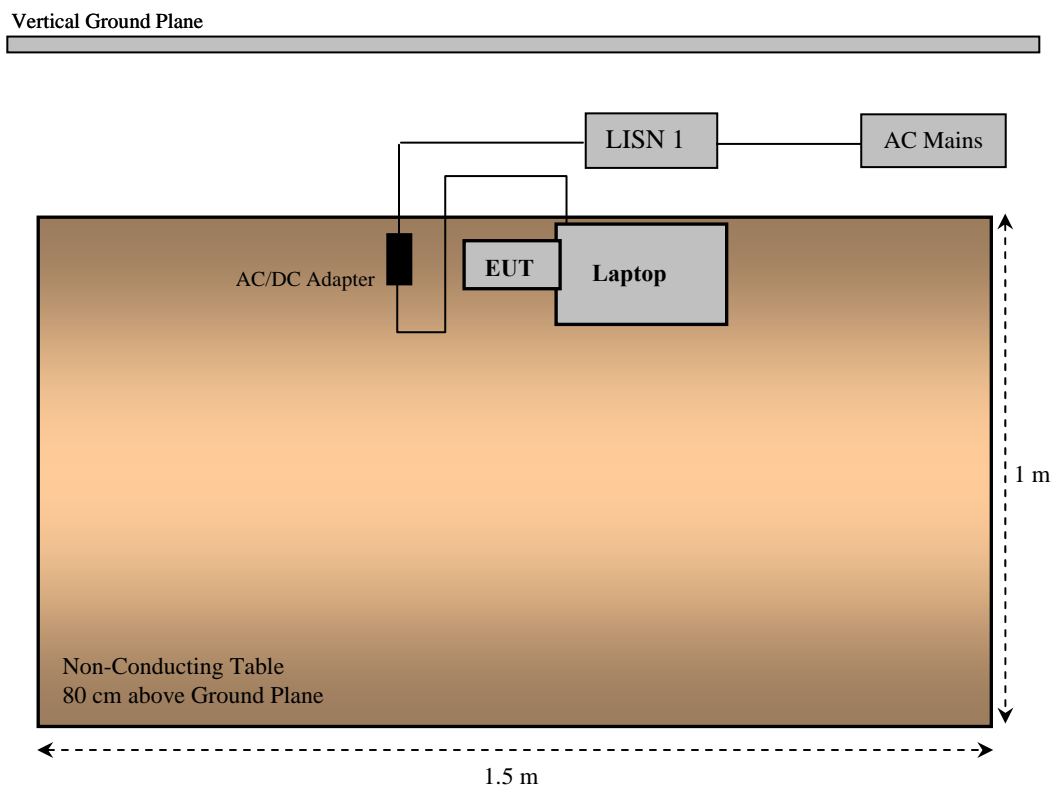 Vertical Ground Plane
LISN 1
AC Mains
AC/DC Adapter
EUT
Laptop
1 m
Non-Conducting Table
80 cm above Ground Plane
1.5 m